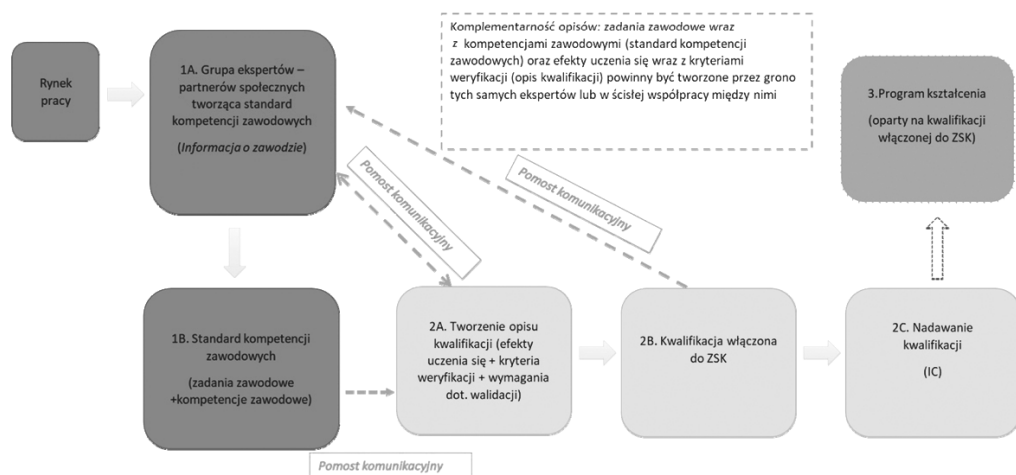 Rynek
pracy
1A. Grupa ekspertów –
partnerów społecznych
tworząca standard
kompetencji zawodowych
(Informacja o zawodzie)
Komplementarność opisów: zadania zawodowe wraz
z kompetencjami zawodowymi (standard kompetencji
zawodowych) oraz efekty uczenia się wraz z kryteriami
weryfikacji (opis kwalifikacji) powinny być tworzone przez grono
tych samych ekspertów lub w ścisłej współpracy między nimi
3.Program kształcenia
(oparty na kwalifikacji
włączonej do ZSK)
Pomost komunikacyjny
Pomost komunikacyjny
1B. Standard kompetencji
zawodowych
(zadania zawodowe
+kompetencje zawodowe)
2A. Tworzenie opisu
kwalifikacji (efekty
uczenia się + kryteria
weryfikacji + wymagania
dot. walidacji)
2B. Kwalifikacja włączona
do ZSK
2C. Nadawanie
kwalifikacji
(IC)
Pomost komunikacyjny